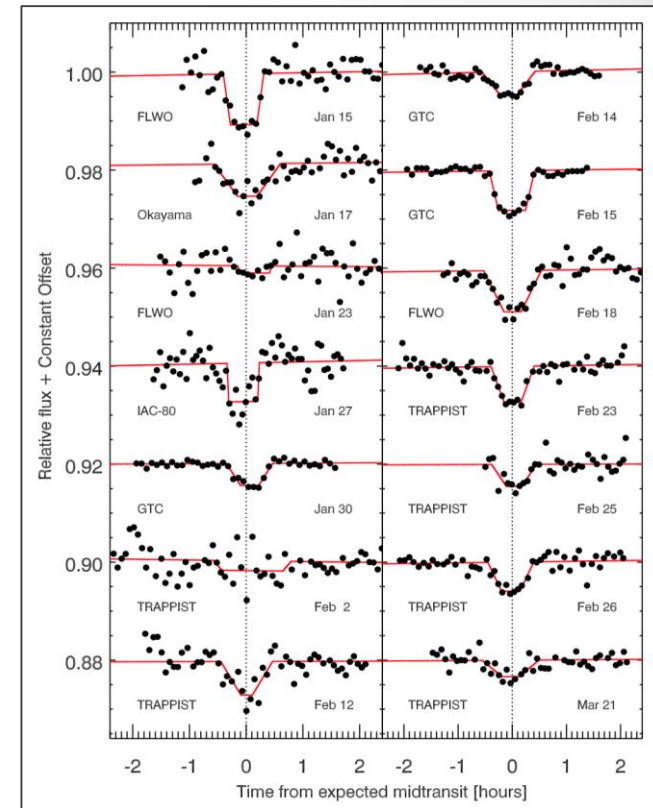 Relative flux + Constant Offset
1.00
0.98
0.96
0.94
0.92
0.90
0.88
FLWO Jan 15
Okayama Jan 17
FLWO Jan 23
IAC-80 Jan 27
GTC Jan 30
TRAPPIST Feb 2
TRAPPIST Feb 12
GTC Feb 14
GTC Feb 15
FLWO Feb 18
TRAPPIST Feb 23
TRAPPIST Feb 25
TRAPPIST Feb 26
TRAPPIST Mar 21
-2 -1 0 1 2 -2 -1 0 1 2
Time from expected midtransit [hours]